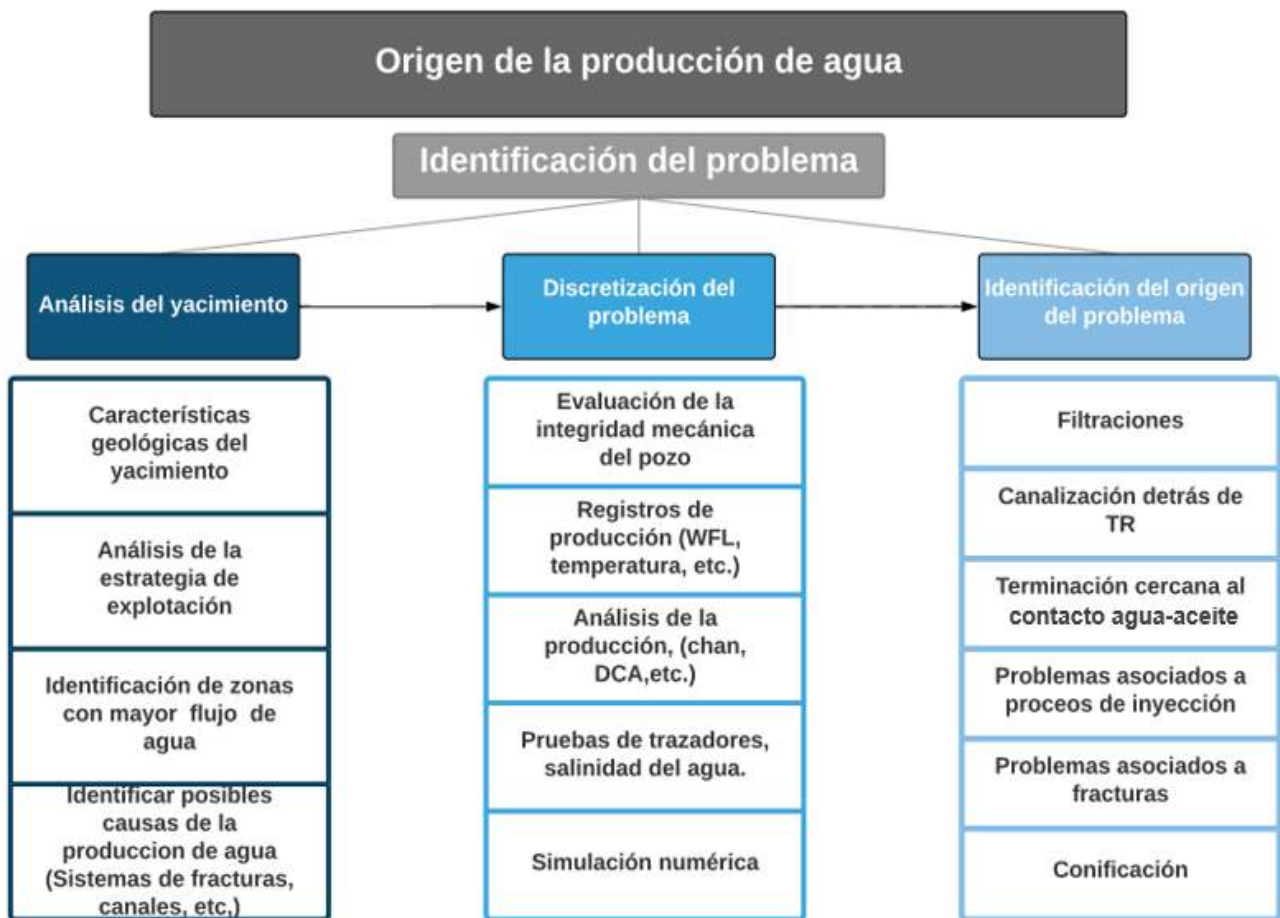 Origen de la producción de agua
Identificación del problema
Análisis del yacimiento
Características
geológicas del
yacimiento
Análisis de la
estrategia de
explotación
Identificación de zonas
con mayor flujo de
agua
Identificar posibles
causas de la
produccion de agua
(Sistemas de fracturas,
canales, etc,)
Discretización del
problema
Evaluación de la
integridad mecánica
del pozo
Registros de
producción (WFL,
temperatura, etc.)
Análisis de la
producción, (chan,
DCA,etc.)
Pruebas de trazadores,
salinidad del agua.
Simulación numérica
Identificación del origen
del problema
Filtraciones
Canalización detrás de
TR
Terminación cercana al
contacto agua-aceite
Problemas asociados a
proceos de inyección
Problemas asociados a
fracturas
Conificación